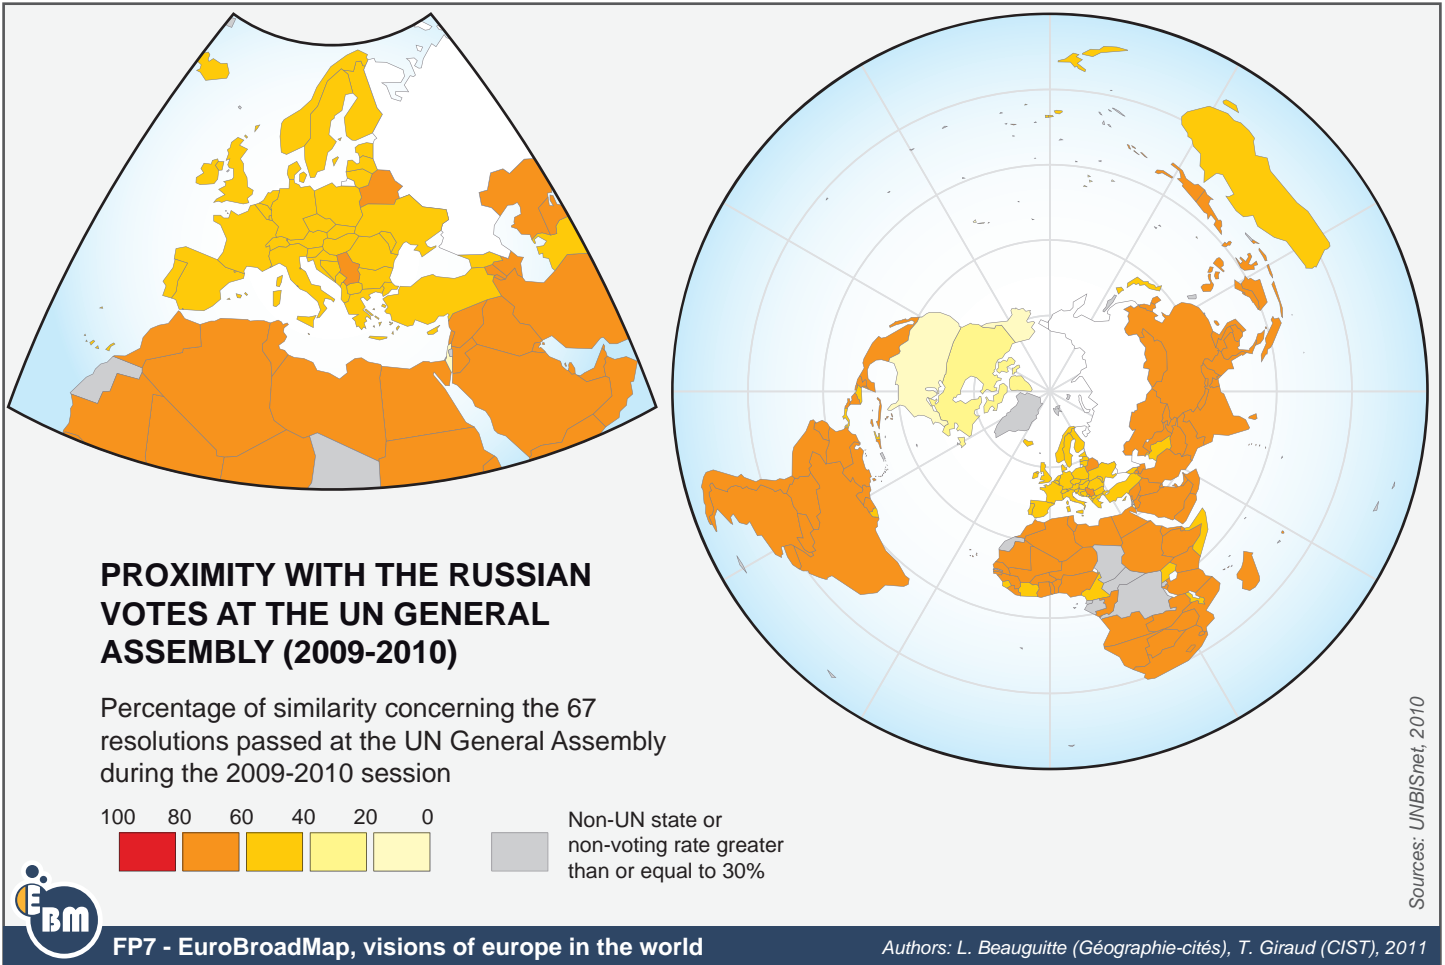 PROXIMITY WITH THE RUSSIAN
VOTES AT THE UN GENERAL
ASSEMBLY (2009-2010)
Percentage of similarity concerning the 67
resolutions passed at the UN General Assembly
during the 2009-2010 session
100 80 60 40 20 0
Non-UN state or
non-voting rate greater
than or equal to 30%
Sources: UNBISnet, 2010
EBM
FP7 - EuroBroadMap, visions of europe in the world
Authors: L. Beauguitte (Géographie-cités), T. Giraud (CIST), 2011